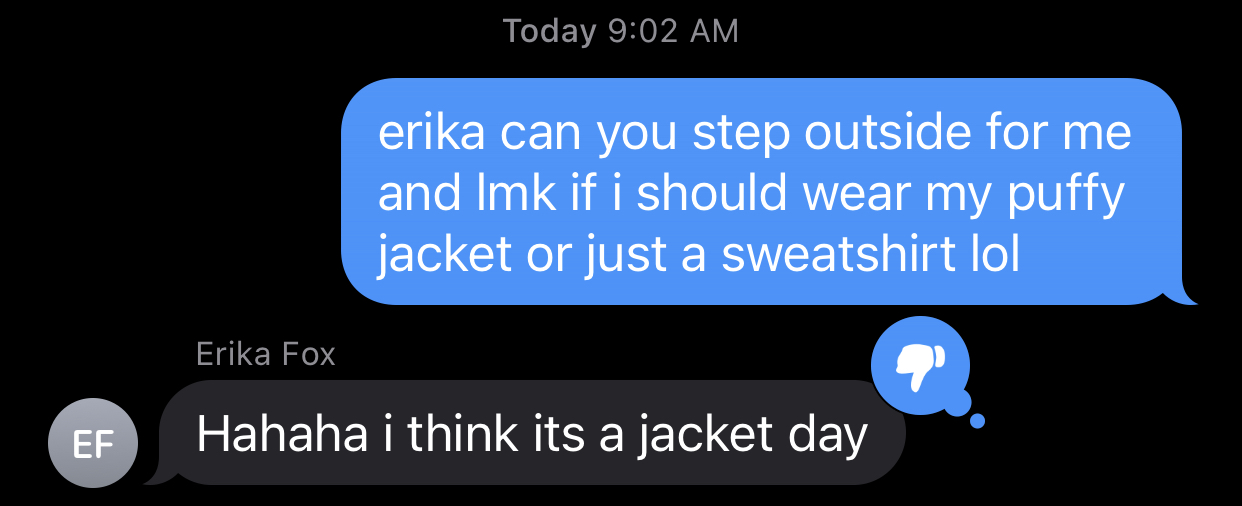 Today 9:02 AM
erika can you step outside for me
and lmk if i should wear my puffy
jacket or just a sweatshirt lol
Erika Fox
EF
Hahaha i think its a jacket day